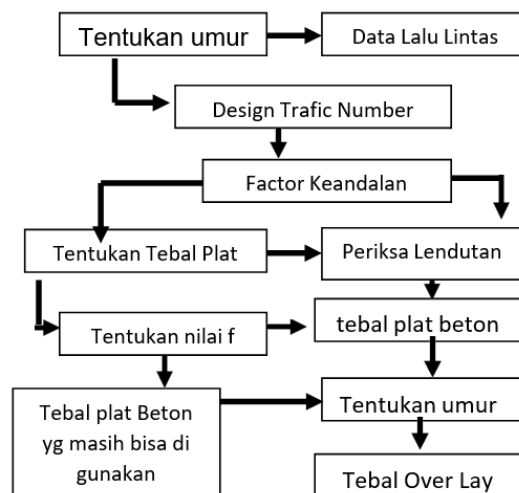 Tentukan umur
Data Lalu Lintas
Design Trafic Number
Factor Keandalan
Tentukan Tebal Plat
Periksa Lendutan
Tentukan nilai f
tebal plat beton
Tebal plat Beton
yg masih bisa di
gunakan
Tentukan umur
Tebal Over Lay